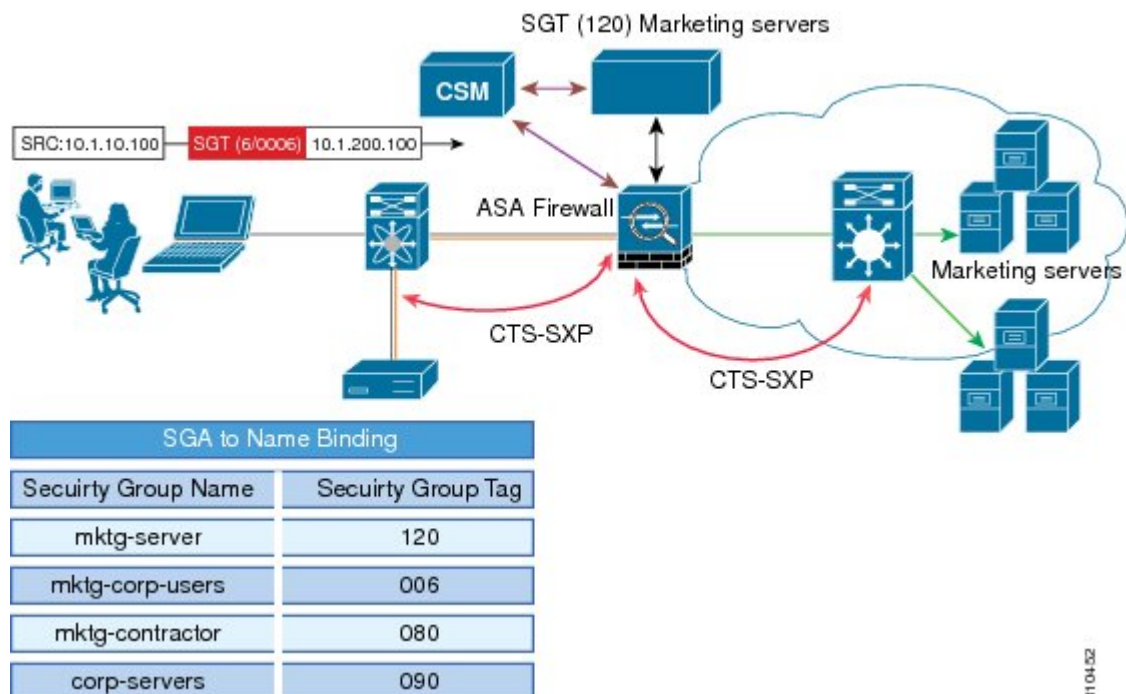 SGT (120) Marketing servers
CSM
SRC:10.1.10.100
SGT (6/0006)
10.1.200.100
ASA Firewall
Marketing servers
CTS-SXP
CTS-SXP
SGA to Name Binding
Secuirty Group Name
Secuirty Group Tag
mktg-server
120
mktg-corp-users
006
mktg-contractor
080
corp-servers
090